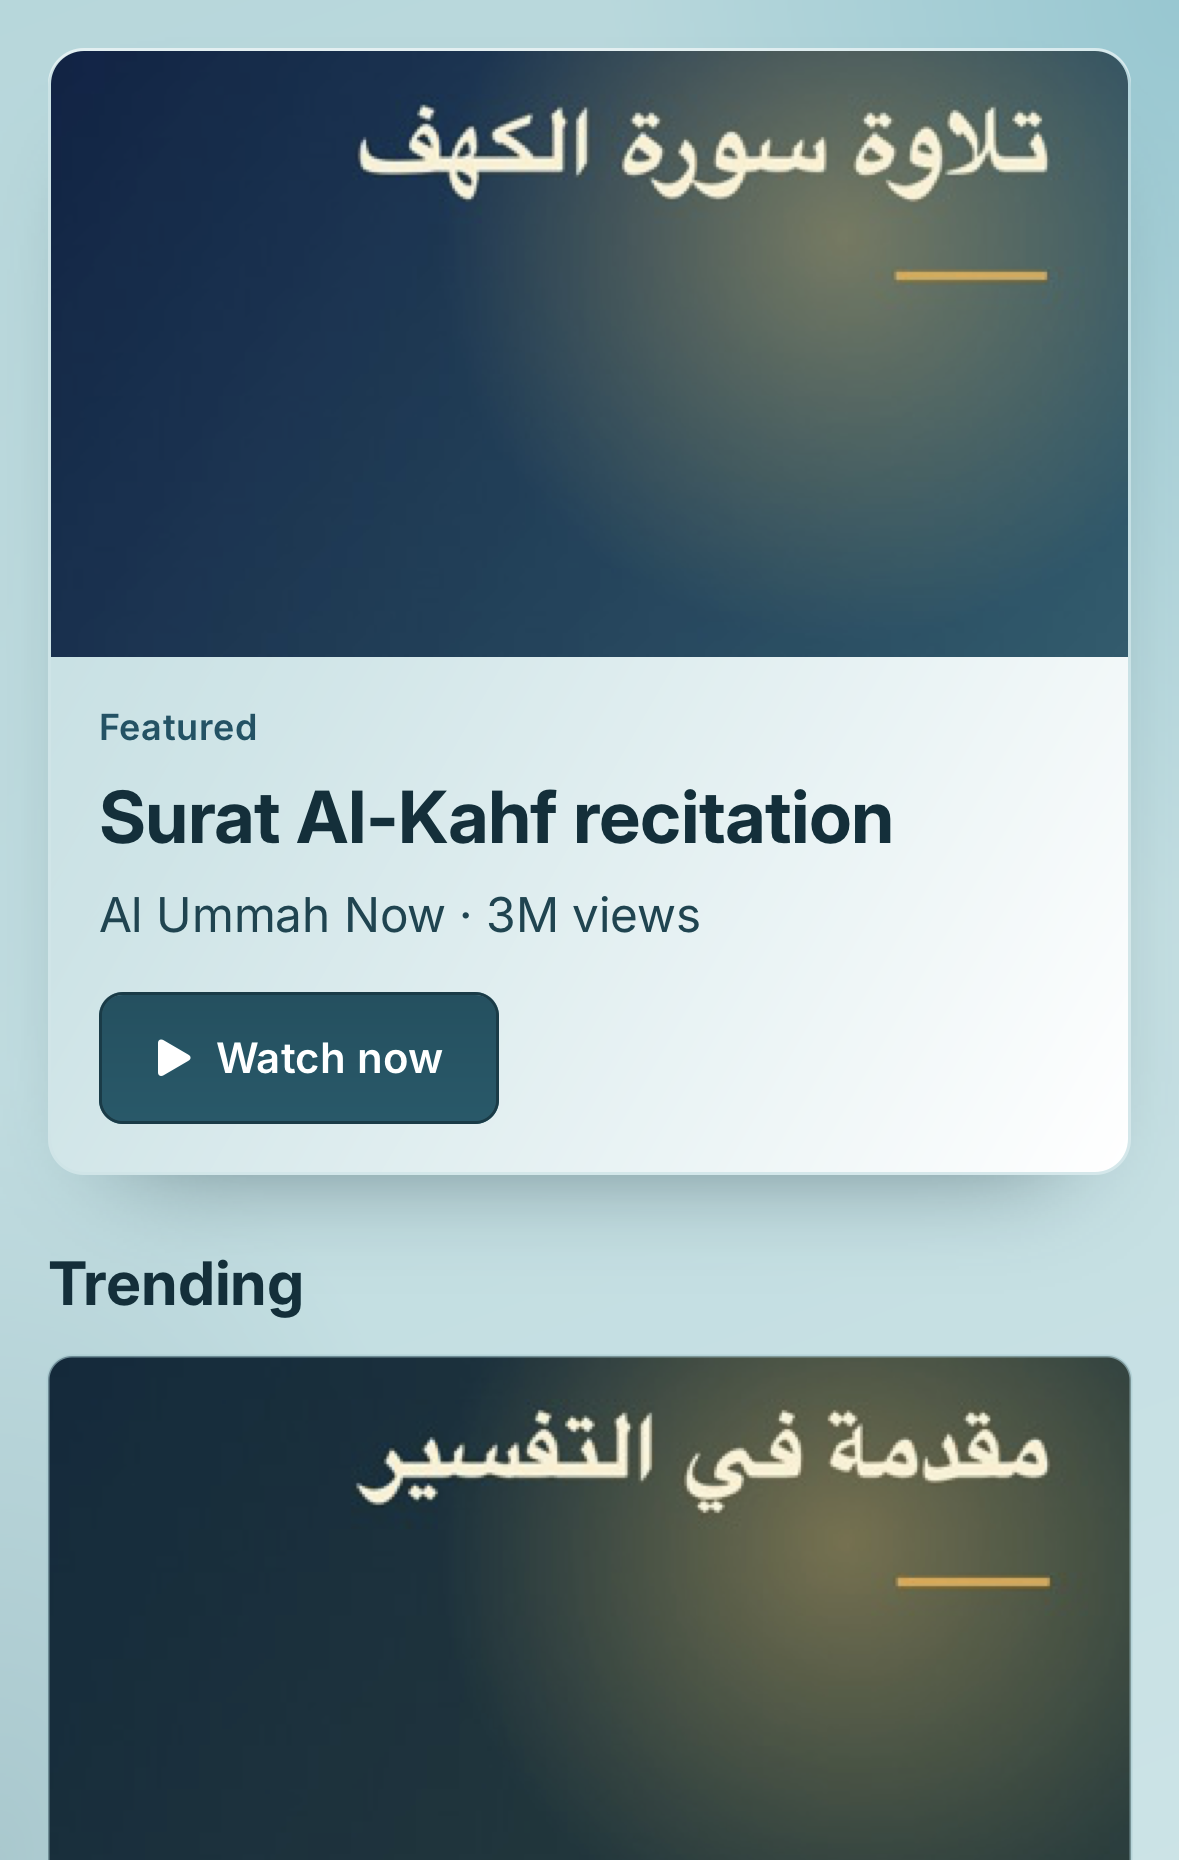 تلاوة سورة الكهف
Featured
Surat Al-Kahf recitation
Al Ummah Now · 3M views
Watch now
Trending
مقدمة في التفسير